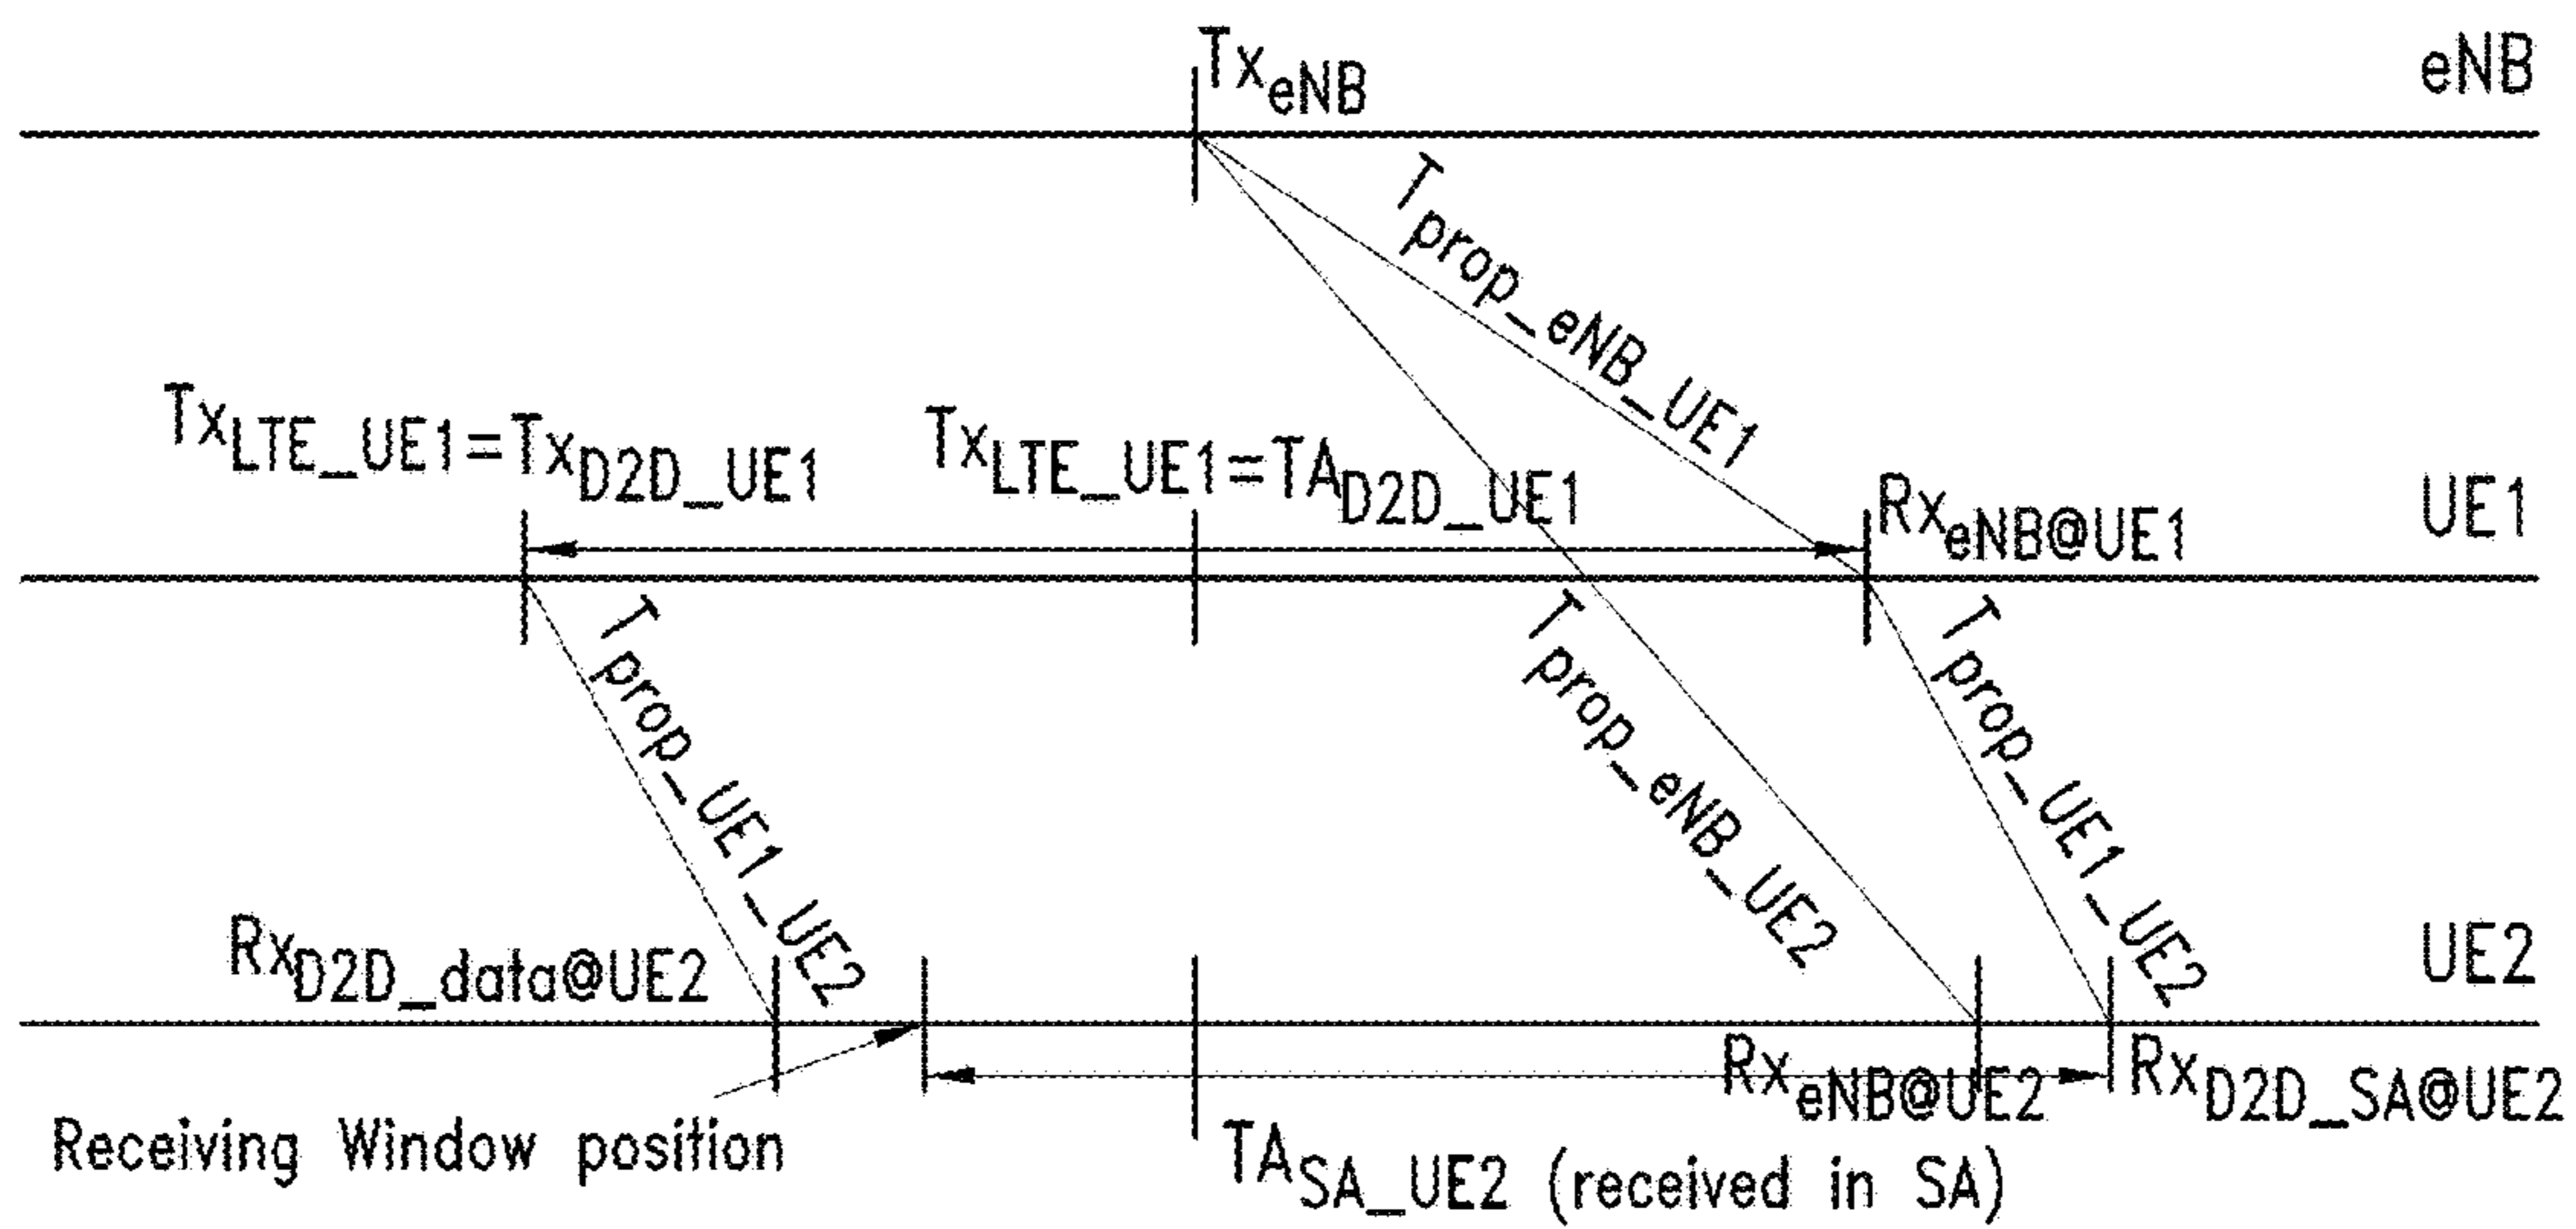 Tx_eNB
eNB
T_prop_eNB_UE1
Tx_LTE_UE1=Tx_D2D_UE1
Tx_LTE_UE1=TA_D2D_UE1
Rx_eNB@UE1
UE1
T_prop_UE1_UE2
T_prop_eNB_UE2
T_prop_UE1_UE2
Rx_D2D_data@UE2
UE2
Rx_eNB@UE2
Rx_D2D_SA@UE2
Receiving Window position
TA_SA_UE2 (received in SA)